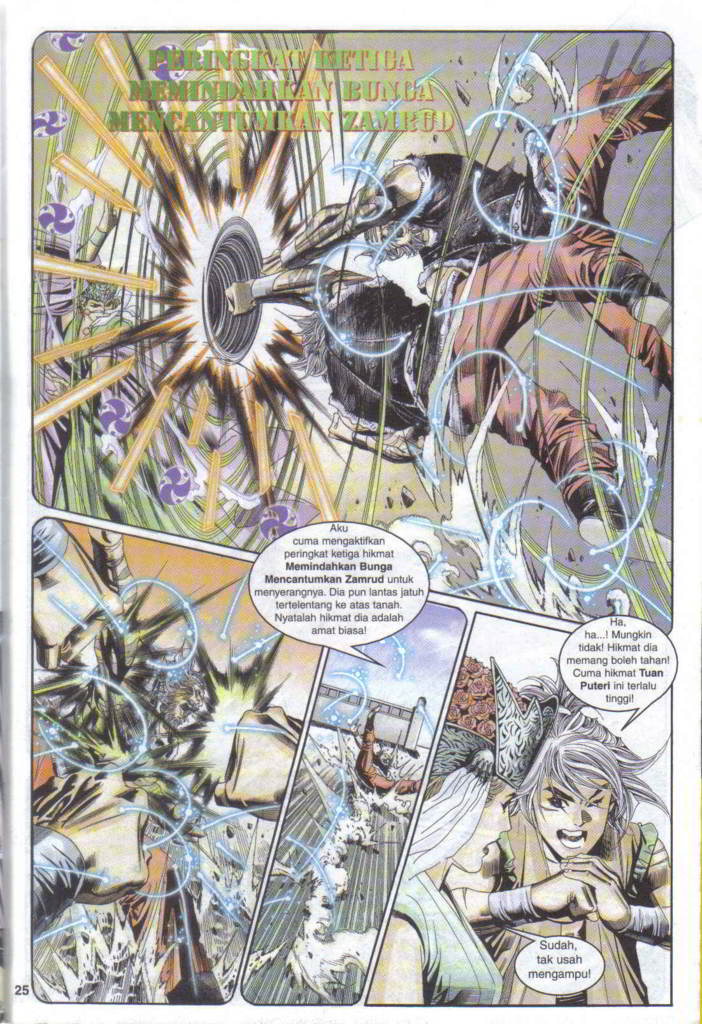 PERINGKAT KETIGA
MEMINDAHKAN BUNGA
MENCANTUMKAN ZAMRUD
Aku
cuma mengaktifkan
peringkat ketiga hikmat
Memindahkan Bunga
Mencantumkan Zamrud untuk
menyerangnya. Dia pun lantas jatuh
tertelentang ke atas tanah.
Nyatalah hikmat dia adalah
amat biasa!
Ha,
ha...! Mungkin
tidak! Hikmat dia
memang boleh tahan!
Cuma hikmat Tuan
Puteri ini terlalu
tinggi!
Sudah,
tak usah
mengampu!
25